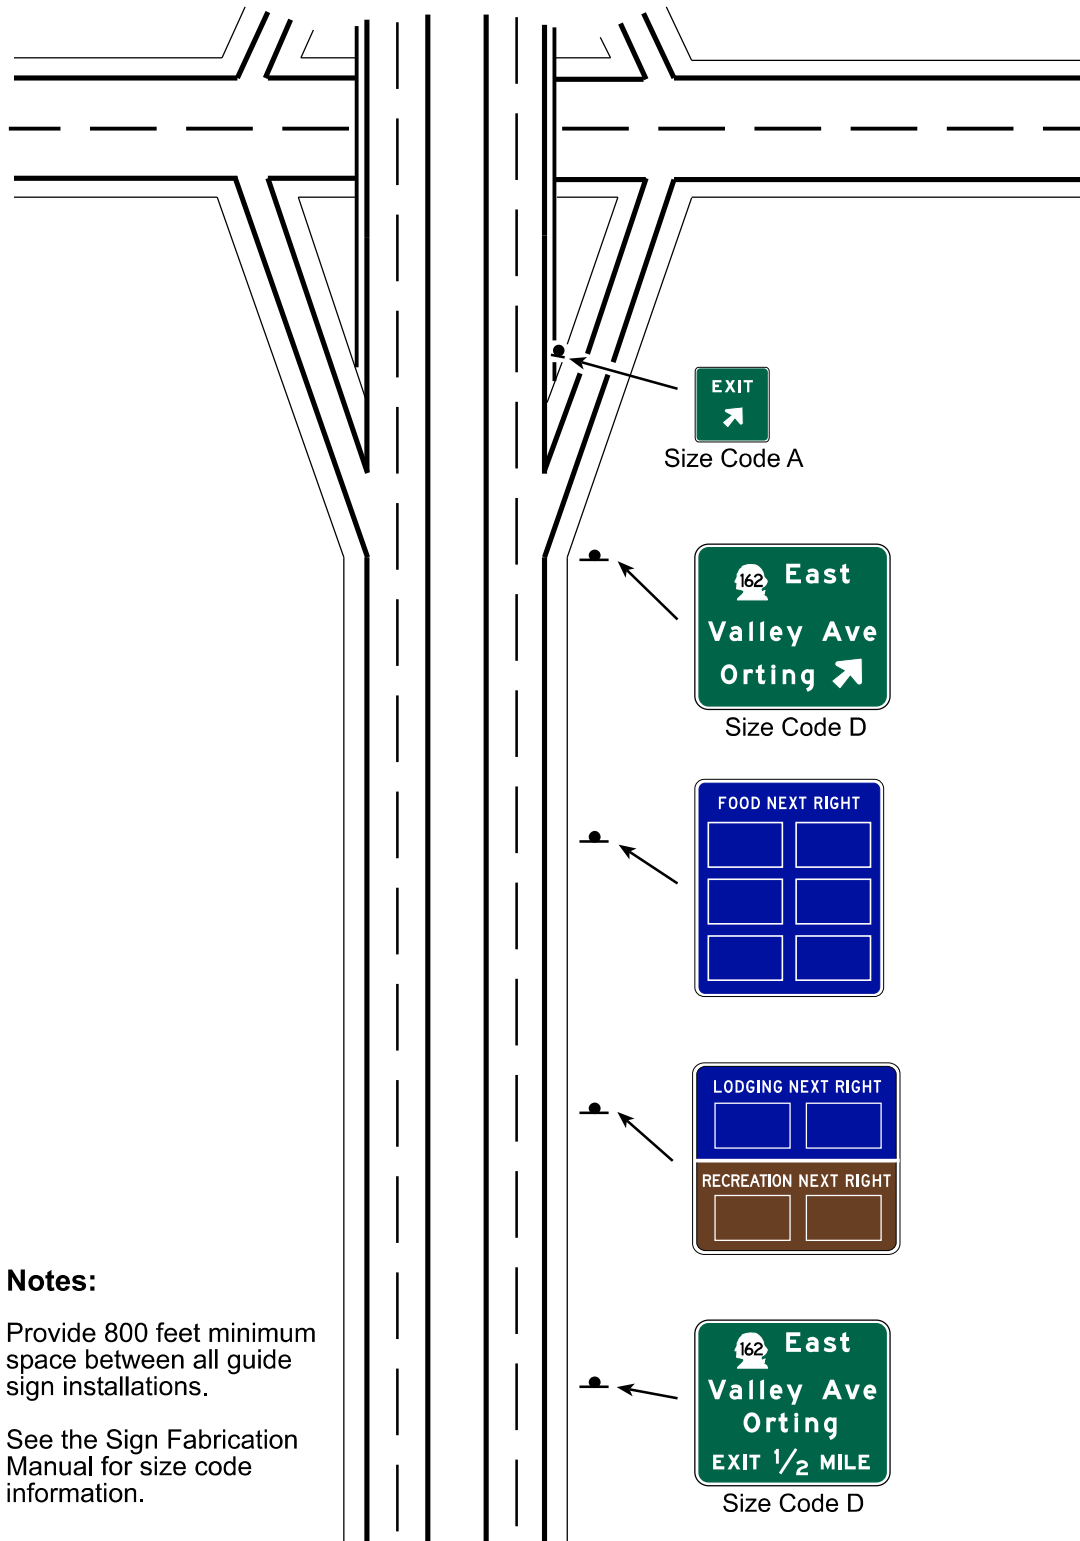 EXIT
Size Code A
162 East
Valley Ave
Orting
Size Code D
FOOD NEXT RIGHT
LODGING NEXT RIGHT
RECREATION NEXT RIGHT
Notes:
Provide 800 feet minimum
space between all guide
sign installations.
See the Sign Fabrication
Manual for size code
information.
162 East
Valley Ave
Orting
EXIT 1/2 MILE
Size Code D